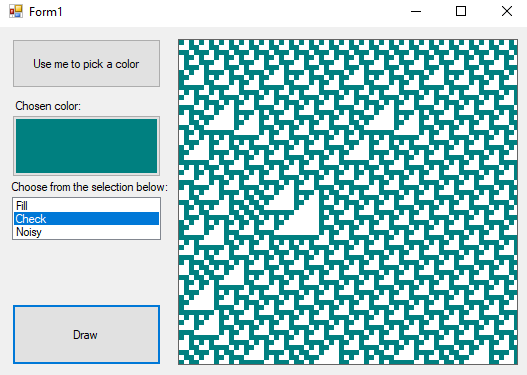 Form1
Use me to pick a color
Chosen color:
Choose from the selection below:
Fill
Check
Noisy
Draw